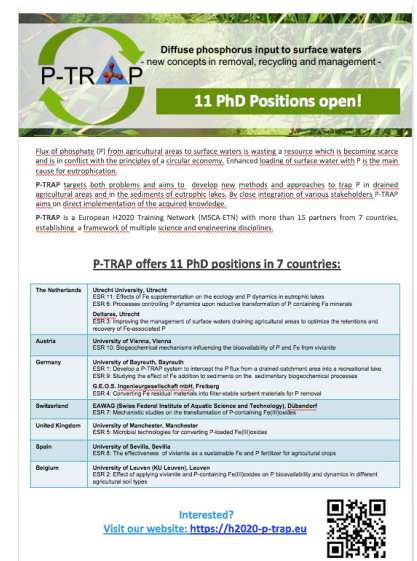 P-TRAP
Diffuse phosphorus input to surface waters
- new concepts in removal, recycling and management -
11 PhD Positions open!
Flux of phosphate (P) from agricultural areas to surface waters is wasting a resource which is becoming scarce
and is in conflict with the principles of a circular economy. Enhanced loading of surface water with P is the main
cause for eutrophication.
P-TRAP targets both problems and aims to develop new methods and approaches to trap P in drained
agricultural areas and in the sediments of eutrophic lakes. By close integration of various stakeholders P-TRAP
aims on direct implementation of the acquired knowledge.
P-TRAP is a European H2020 Training Network (MSCA-ETN) with more than 15 partners from 7 countries,
establishing a framework of multiple science and engineering disciplines.
P-TRAP offers 11 PhD positions in 7 countries:
The Netherlands
Utrecht University, Utrecht
ESR 11: Effects of Fe supplementation on the ecology and P dynamics in eutrophic lakes
ESR 6: Processes controlling P dynamics upon reductive transformation of P containing Fe minerals
Deltares, Utrecht
ESR 3: Improving the management of surface waters draining agricultural areas to optimize the retentions and
recovery of Fe-associated P
Austria
University of Vienna, Vienna
ESR 10: Biogeochemical mechanisms influencing the bioavailability of P and Fe from vivianite
Germany
University of Bayreuth, Bayreuth
ESR 1: Develop a P-TRAP system to intercept the P flux from a drained catchment area into a recreational lake
ESR 9: Studying the effect of Fe addition to sediments on the sedimentary biogeochemical processes
G.E.O.S. Ingenieurgesellschaft mbH, Freiberg
ESR 4: Converting Fe residual materials into filter-stable sorbent materials for P removal
Switzerland
EAWAG (Swiss Federal Institute of Aquatic Science and Technology), Dübendorf
ESR 7: Mechanistic studies on the transformation of P-containing Fe(III)oxides
United Kingdom
University of Manchester, Manchester
ESR 5: Microbial technologies for converting P-loaded Fe(III)oxides
Spain
University of Sevilla, Sevilla
ESR 8: The effectiveness of vivianite as a sustainable Fe and P fertilizer for agricultural crops
Belgium
University of Leuven (KU Leuven), Leuven
ESR 2: Effect of applying vivianite and P-containing Fe(III)oxides on P bioavailability and dynamics in different
agricultural soil types
Interested?
Visit our website: https://h2020-p-trap.eu